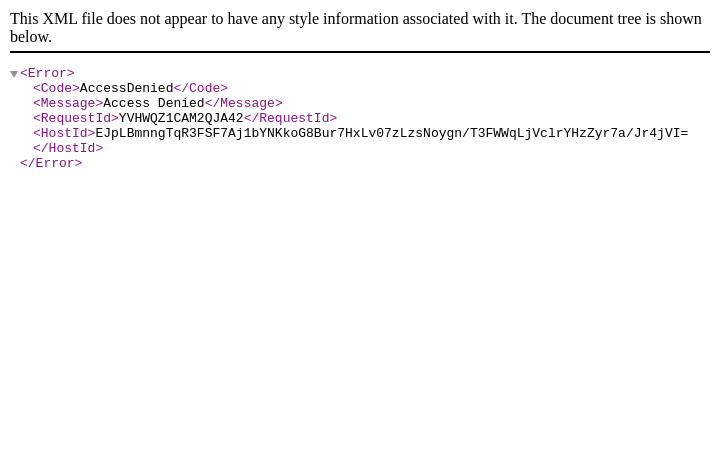 This XML file does not appear to have any style information associated with it. The document tree is shown
below.
<Error>
<Code>AccessDenied</Code>
<Message>Access Denied</Message>
<RequestId>YVHWQZ1CAM2QJA42</RequestId>
<HostId>EJpLBmnngTqR3FSF7Aj1bYNKkoG8Bur7HxLv07zLzsNoygn/T3FWWqLjVclrYHzZyr7a/Jr4jVI=
</HostId>
</Error>